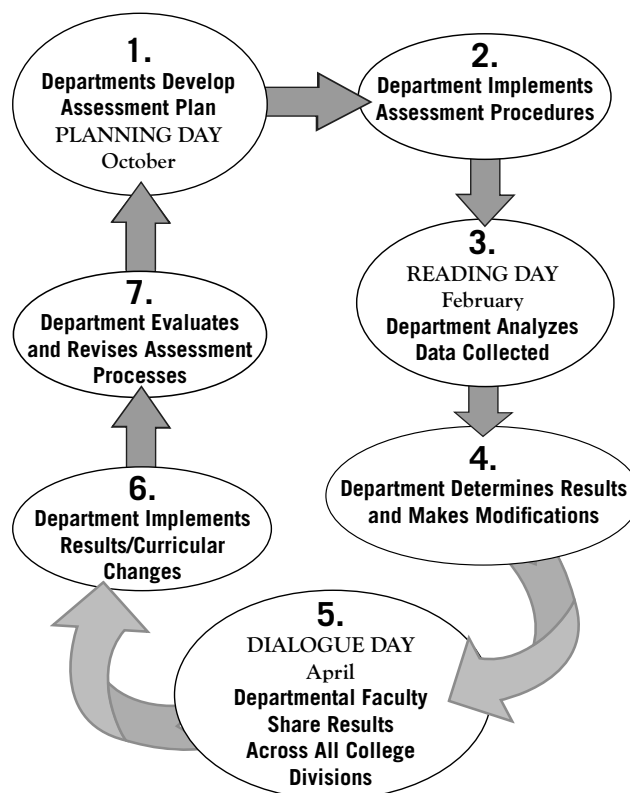 1.
Departments Develop
Assessment Plan
PLANNING DAY
October
2.
Department Implements
Assessment Procedures
3.
READING DAY
February
Department Analyzes
Data Collected
4.
Department Determines Results
and Makes Modifications
5.
DIALOGUE DAY
April
Departmental Faculty
Share Results
Across All College
Divisions
6.
Department Implements
Results/Curricular
Changes
7.
Department Evaluates
and Revises Assessment
Processes